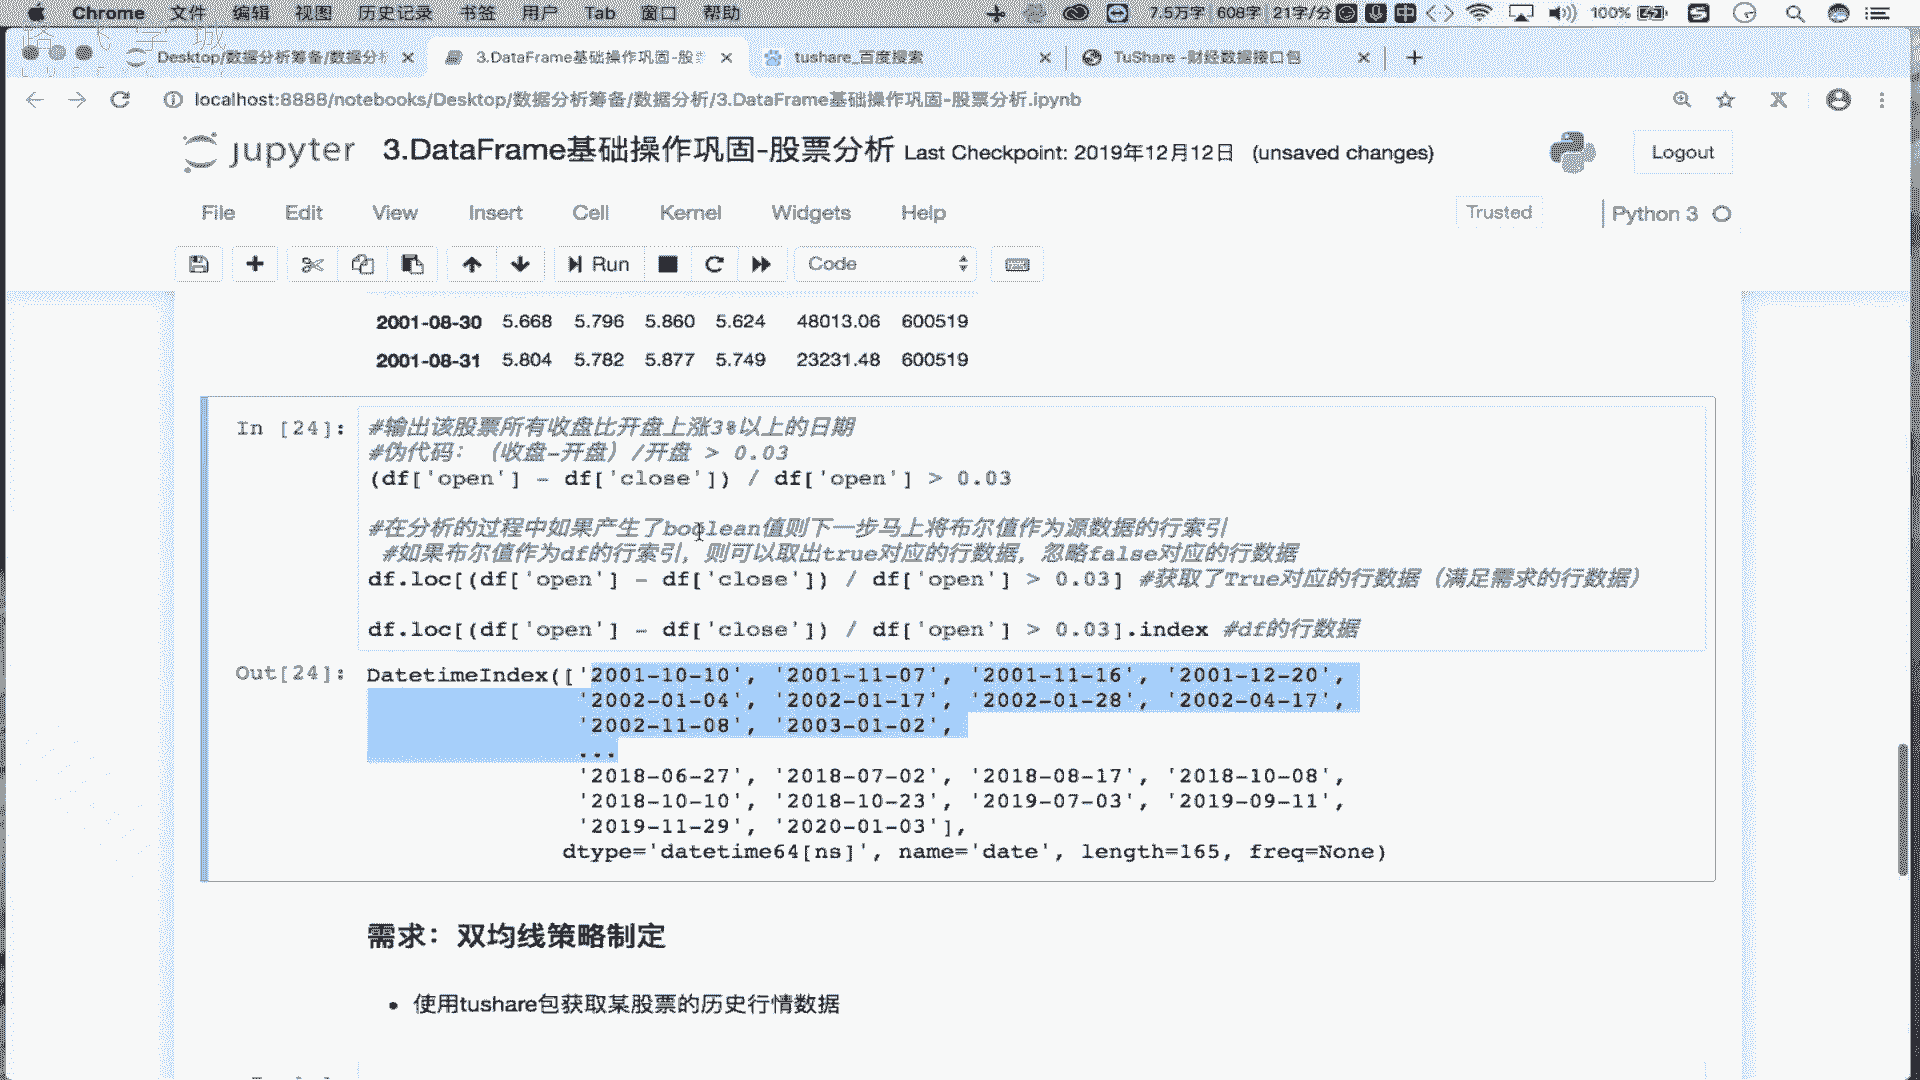 Chrome 文件 编辑 视图 历史记录 书签 用户 Tab 窗口 帮助 7.5万字 608字 21字/分 中 100%
Desktop/数据分析筹备/数据分析 3.DataFrame基础操作巩固-股票 tushare_百度搜索 TuShare -财经数据接口包
localhost:8888/notebooks/Desktop/数据分析筹备/数据分析/3.DataFrame基础操作巩固-股票分析.ipynb
jupyter 3.DataFrame基础操作巩固-股票分析 Last Checkpoint: 2019年12月12日 (unsaved changes) Logout
File Edit View Insert Cell Kernel Widgets Help Trusted Python 3
Run Code
2001-08-30 5.668 5.796 5.860 5.624 48013.06 600519
2001-08-31 5.804 5.782 5.877 5.749 23231.48 600519
In [24]: #输出该股票所有收盘比开盘上涨3%以上的日期
#伪代码：（收盘-开盘）/开盘 > 0.03
(df['open'] - df['close']) / df['open'] > 0.03
#在分析的过程中如果产生了boolean值则下一步马上将布尔值作为源数据的行索引
#如果布尔值作为df的行索引，则可以取出true对应的行数据，忽略false对应的行数据
df.loc[(df['open'] - df['close']) / df['open'] > 0.03] #获取了True对应的行数据（满足需求的行数据）
df.loc[(df['open'] - df['close']) / df['open'] > 0.03].index #df的行数据
Out[24]: DatetimeIndex(['2001-10-10', '2001-11-07', '2001-11-16', '2001-12-20',
'2002-01-04', '2002-01-17', '2002-01-28', '2002-04-17',
'2002-11-08', '2003-01-02',
...
'2018-06-27', '2018-07-02', '2018-08-17', '2018-10-08',
'2018-10-10', '2018-10-23', '2019-07-03', '2019-09-11',
'2019-11-29', '2020-01-03'],
dtype='datetime64[ns]', name='date', length=165, freq=None)
需求：双均线策略制定
• 使用tushare包获取某股票的历史行情数据